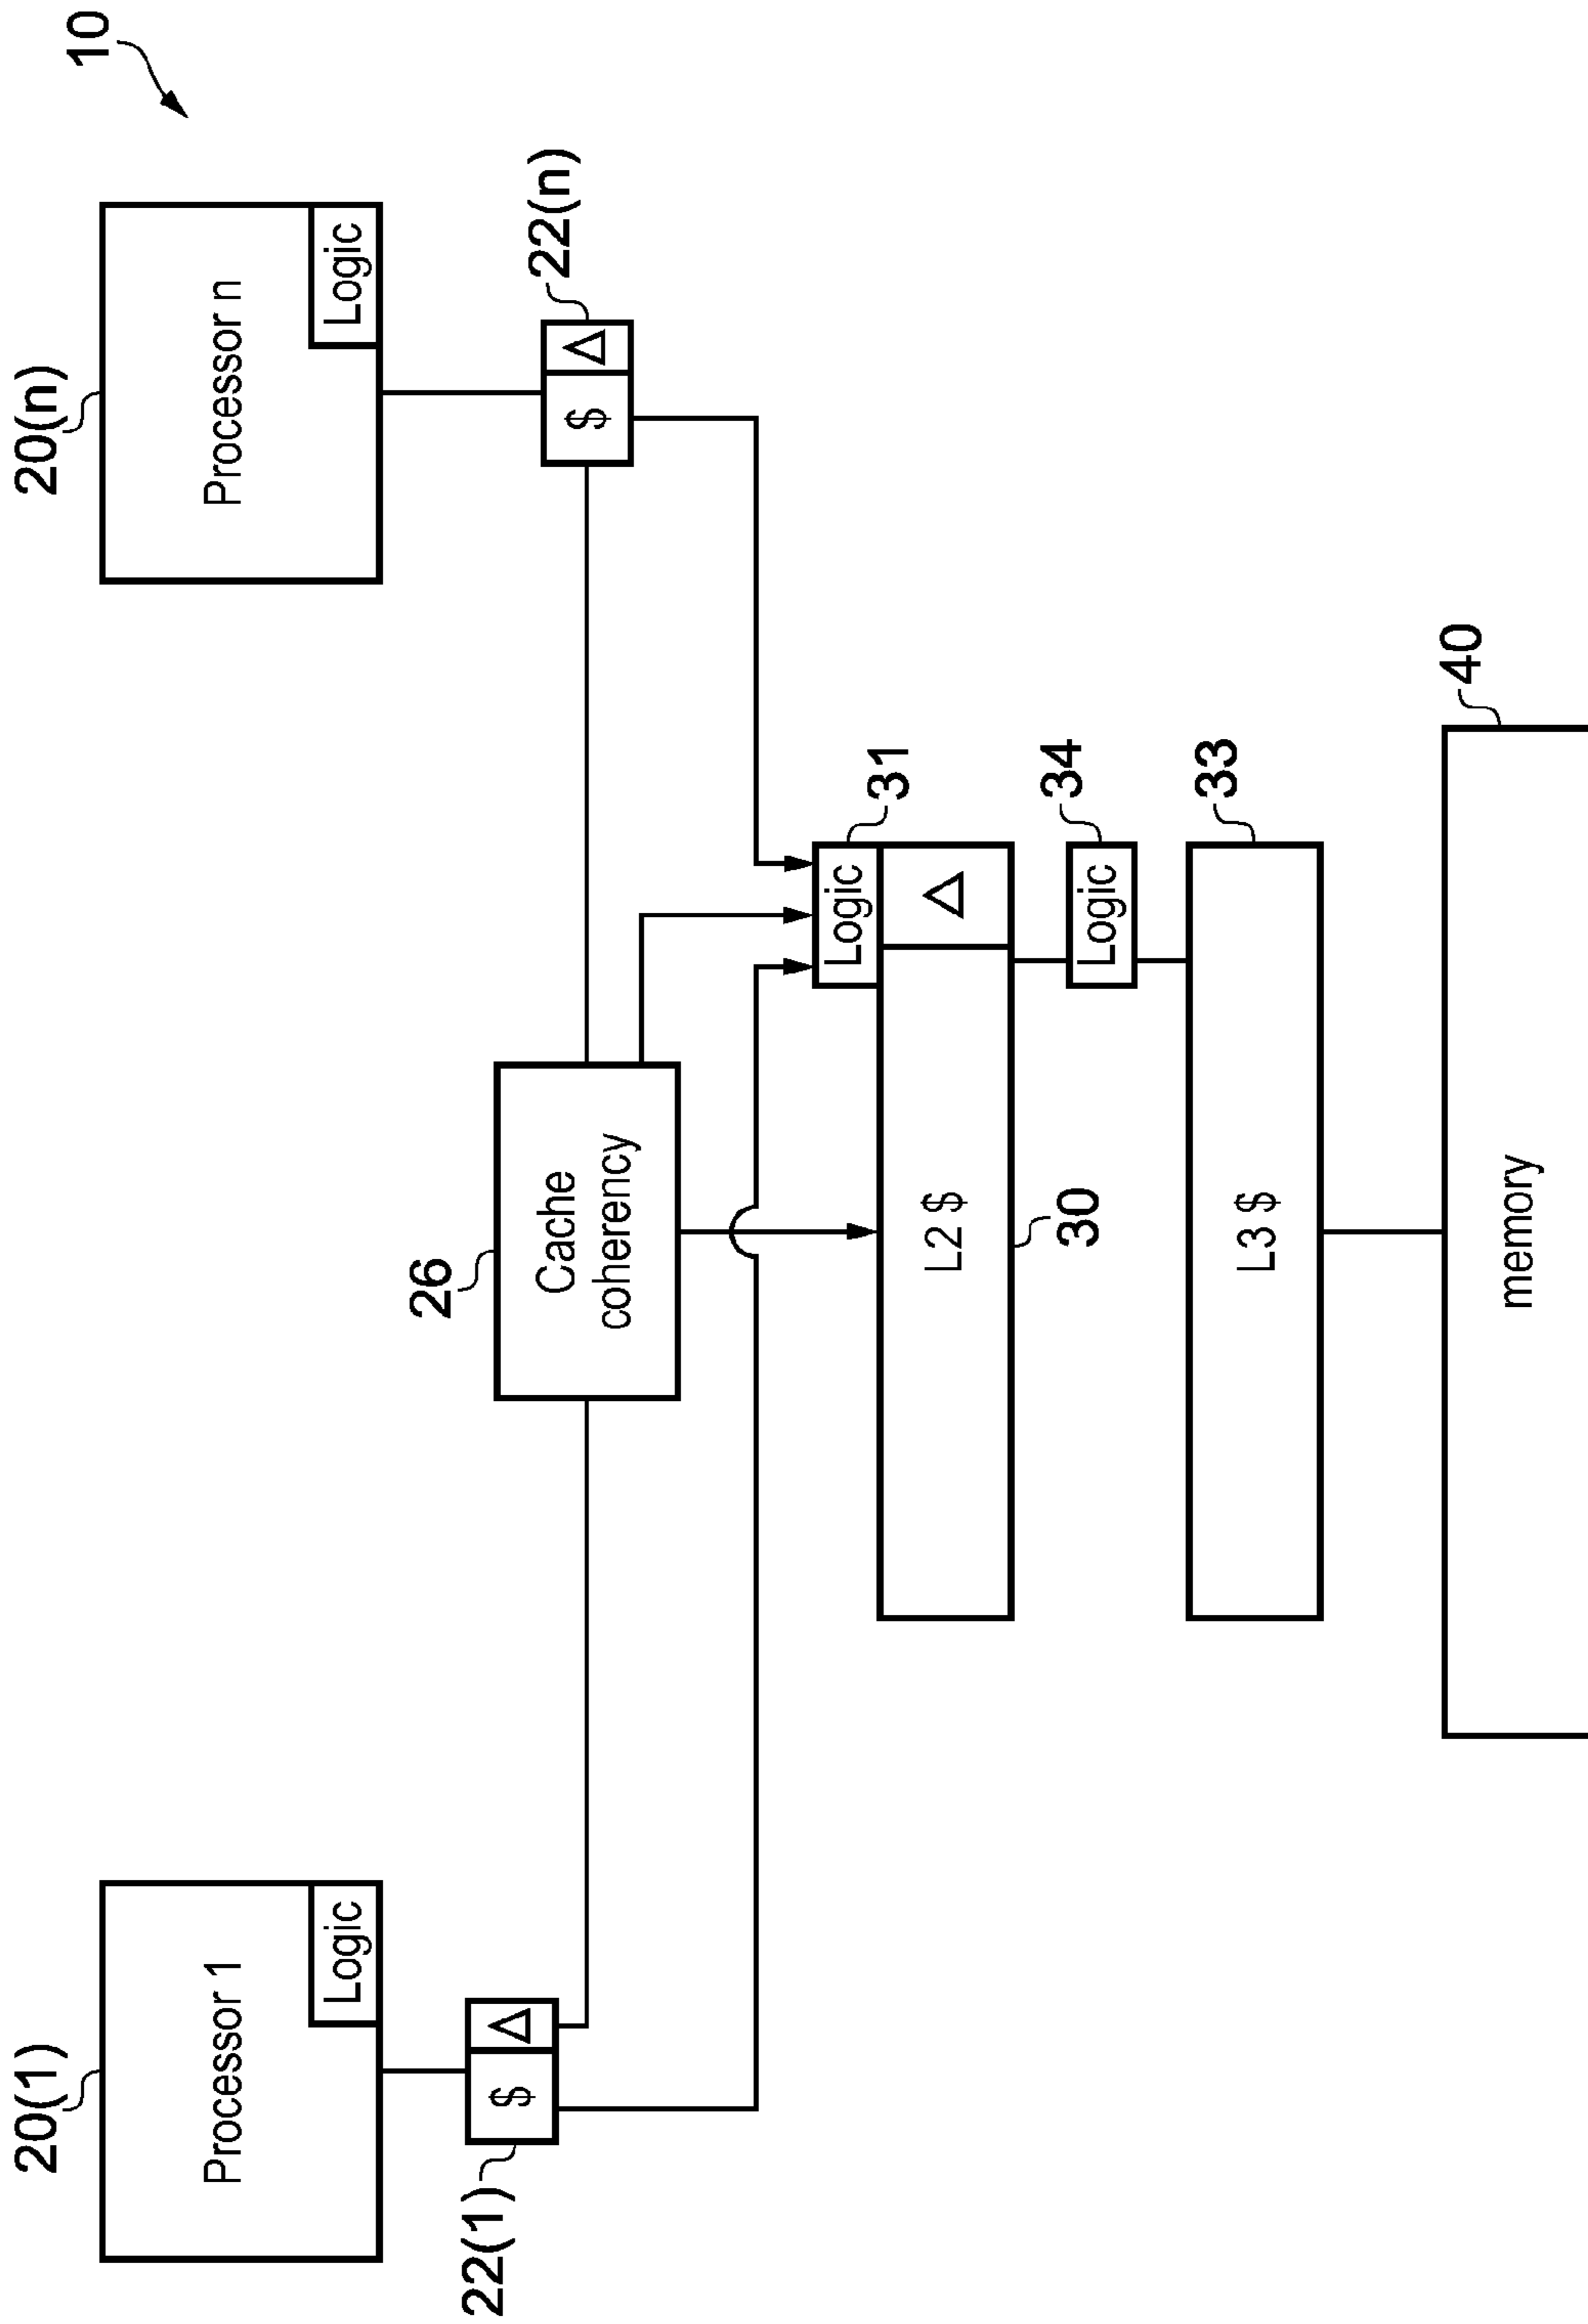 10
20(1)
20(n)
Processor 1
Logic
Processor n
Logic
22(1)
$
Δ
22(n)
$
Δ
26
Cache
coherency
Logic
31
L2 $
Δ
30
Logic
34
L3 $
33
memory
40